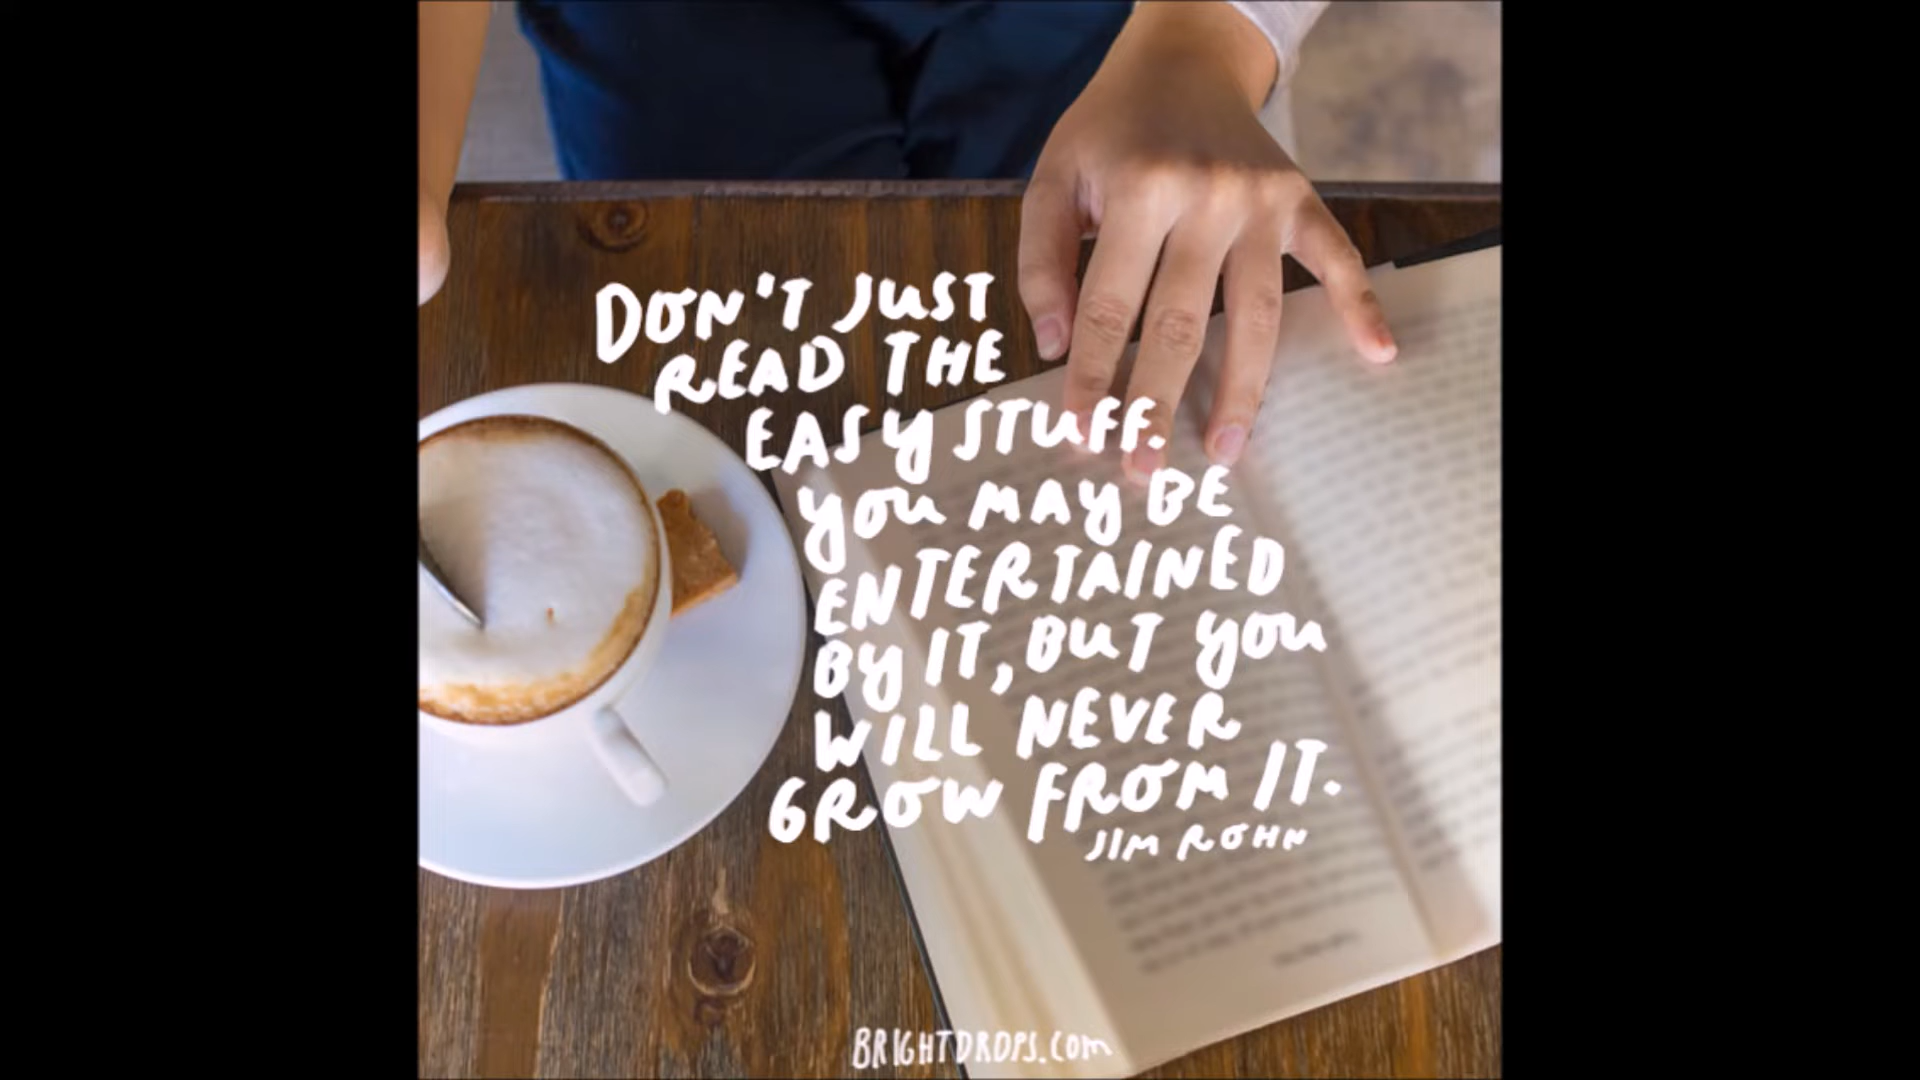 DON'T JUST
READ THE
EASY STUFF.
YOU MAY BE
ENTERTAINED
BY IT, BUT YOU
WILL NEVER
GROW FROM IT.
JIM ROHN
BRIGHTDROPS.COM